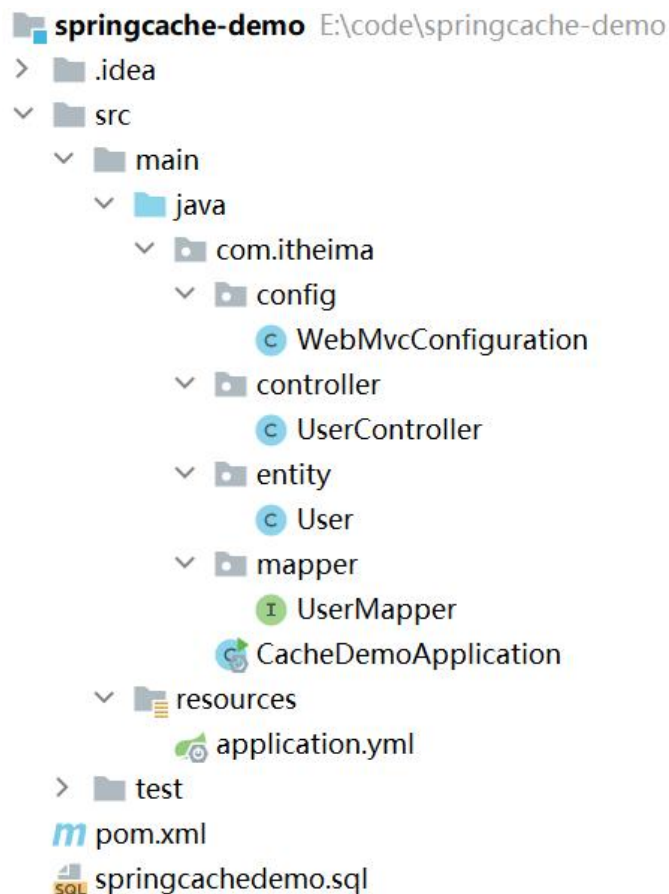 springcache-demo E:\code\springcache-demo
.idea
src
main
java
com.itheima
config
C WebMvcConfiguration
controller
C UserController
entity
C User
mapper
I UserMapper
C CacheDemoApplication
resources
application.yml
test
m pom.xml
SQL springcachedemo.sql